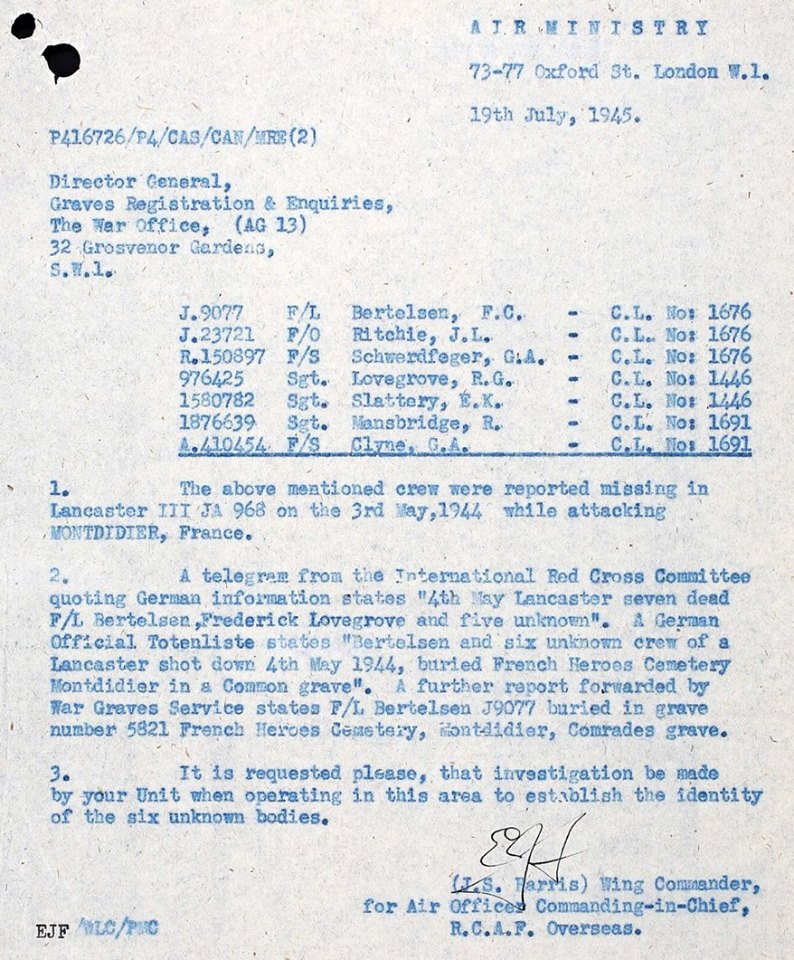 AIR MINISTRY
73-77 Oxford St. London W.1.
19th July, 1945.
P416726/P4/CAS/CAN/MRE(2)
Director General,
Graves Registration & Enquiries,
The War Office, (AG 13)
32 Grosvenor Gardens,
S.W.1.
J.9077 F/L Bertelsen, F.C. - C.L. No: 1676
J.23721 F/O Ritchie, J.L. - C.L. No: 1676
R.150897 F/S Schwerdfeger, G.A. - C.L. No: 1676
976425 Sgt. Lovegrove, R.G. - C.L. No: 1446
1580782 Sgt. Slattery, E.K. - C.L. No: 1446
1876639 Sgt. Mansbridge, R. - C.L. No: 1691
A.410454 F/S Clyne, G.A. - C.L. No: 1691
1. The above mentioned crew were reported missing in
Lancaster III JA 968 on the 3rd May,1944 while attacking
MONTDIDIER, France.
2. A telegram from the International Red Cross Committee
quoting German information states "4th May Lancaster seven dead
F/L Bertelsen,Frederick Lovegrove and five unknown". A German
Official Totenliste states "Bertelsen and six unknown crew of a
Lancaster shot down 4th May 1944, buried French Heroes Cemetery
Montdidier in a Common grave". A further report forwarded by
War Graves Service states F/L Bertelsen J9077 buried in grave
number 5821 French Heroes Cemetery, Montdidier, Comrades grave.
3. It is requested please, that investigation be made
by your Unit when operating in this area to establish the identity
of the six unknown bodies.
(J.S. Harris) Wing Commander,
for Air Officer Commanding-in-Chief,
R.C.A.F. Overseas.
EJF